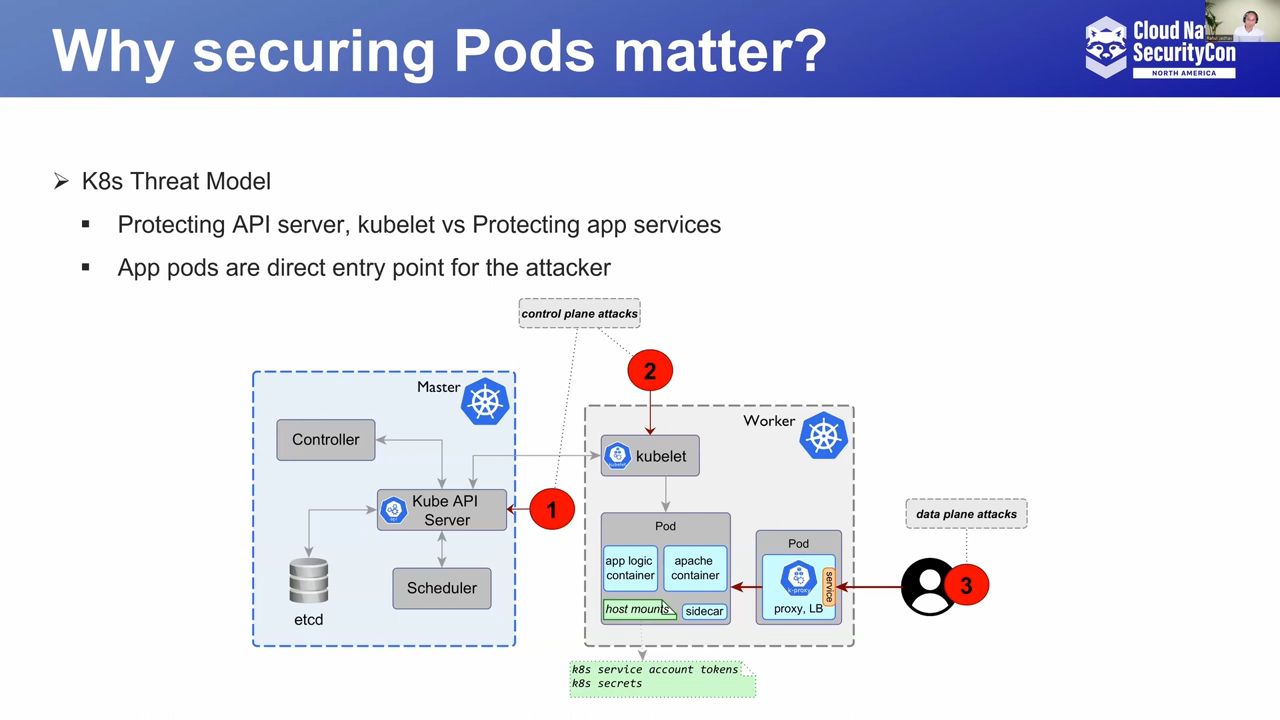 Why securing Pods matter?
Cloud Na
SecurityCon
NORTH AMERICA
K8s Threat Model
Protecting API server, kubelet vs Protecting app services
App pods are direct entry point for the attacker
control plane attacks
2
Master
Worker
Controller
kubelet
Kube API
Server
1
data plane attacks
Pod
Pod
app logic
container
apache
container
k-proxy
service
3
Scheduler
host mounts
sidecar
proxy, LB
etcd
k8s service account tokens
k8s secrets